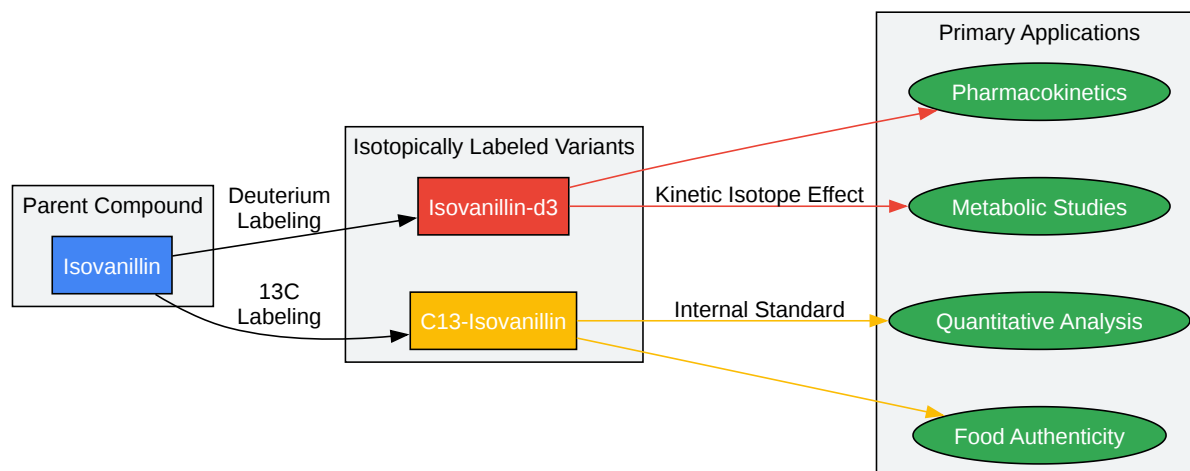 Primary Applications
Pharmacokinetics
Isotopically Labeled Variants
Deuterium
Labeling
Isovanillin-d3
Kinetic Isotope Effect
Metabolic Studies
Parent Compound
Isovanillin
13C
Labeling
C13-Isovanillin
Internal Standard
Quantitative Analysis
Food Authenticity